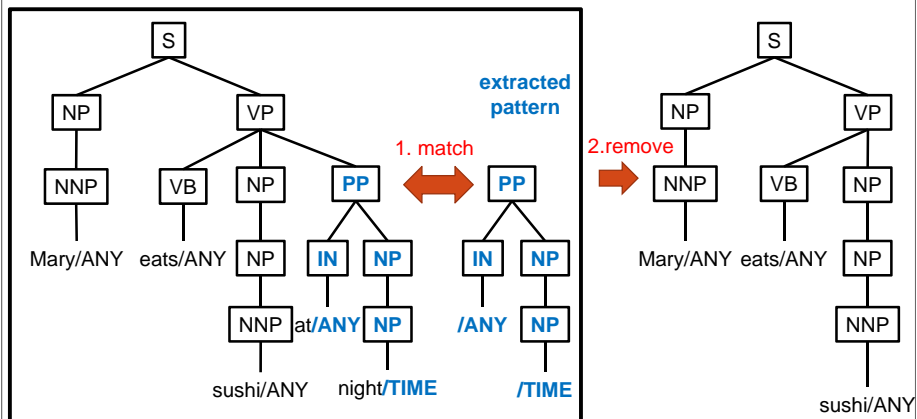 S
S
extracted
pattern
NP
VP
NP
VP
1. match
2.remove
NNP
VB
NP
PP
PP
NNP
VB
NP
Mary/ANY
eats/ANY
NP
IN
NP
IN
NP
Mary/ANY
eats/ANY
NP
NNP
at/ANY
NP
/ANY
NP
NNP
sushi/ANY
night/TIME
/TIME
sushi/ANY